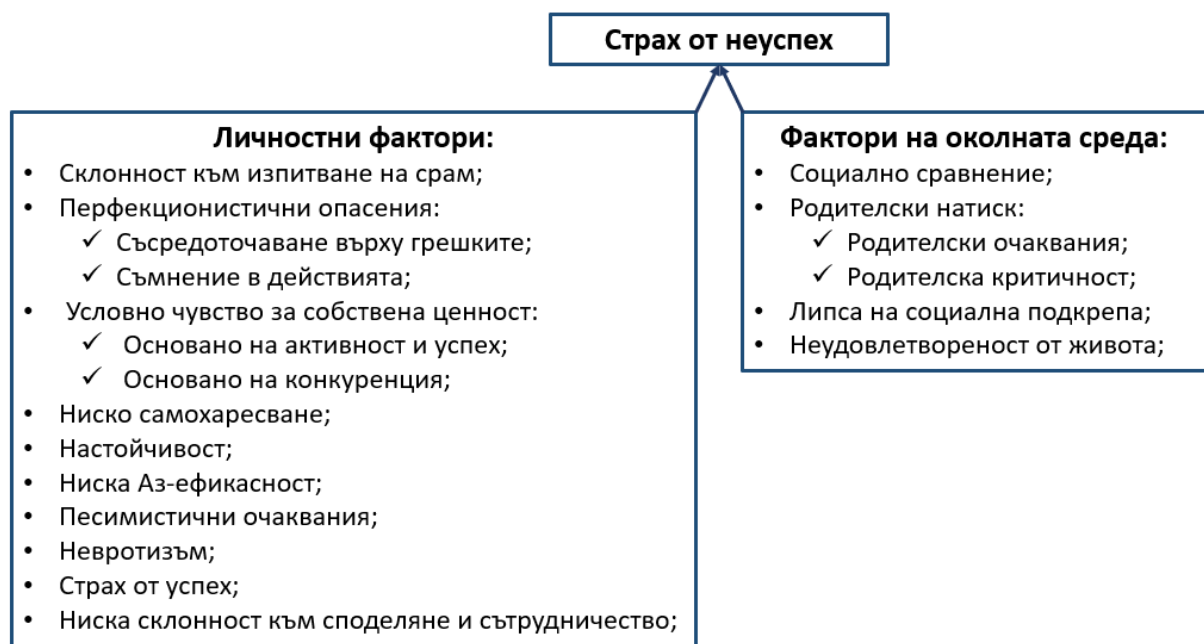 Страх от неуспех
Личностни фактори:
• Склонност към изпитване на срам;
• Перфекционистични опасения:
✓ Съсредоточаване върху грешките;
✓ Съмнение в действията;
• Условно чувство за собствена ценност:
✓ Основано на активност и успех;
✓ Основано на конкуренция;
• Ниско самохаресване;
• Настойчивост;
• Ниска Аз-ефикасност;
• Песимистични очаквания;
• Невротизъм;
• Страх от успех;
• Ниска склонност към споделяне и сътрудничество;
Фактори на околната среда:
• Социално сравнение;
• Родителски натиск:
✓ Родителски очаквания;
✓ Родителска критичност;
• Липса на социална подкрепа;
• Неудовлетвореност от живота;